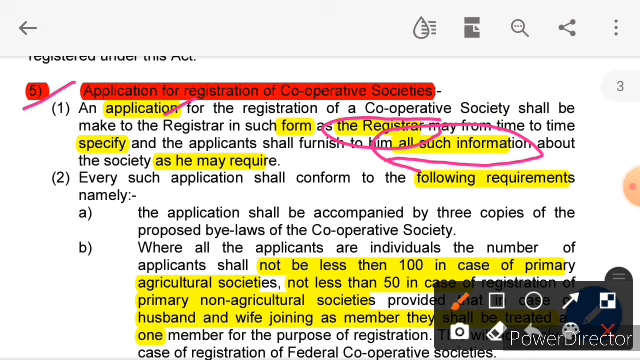 registered under this Act.
5) Application for registration of Co-operative Societies:-
3
(1) An application for the registration of a Co-operative Society shall be
make to the Registrar in such form as the Registrar may from time to time
specify and the applicants shall furnish to him all such information about
the society as he may require.
(2) Every such application shall conform to the following requirements
namely:-
a) the application shall be accompanied by three copies of the
proposed bye-laws of the Co-operative Society.
b) Where all the applicants are individuals the number of
applicants shall not be less then 100 in case of primary
agricultural societies, not less than 50 in case of registration of
primary non-agricultural societies provided that in case
husband and wife joining as member they shall be treated
one member for the purpose of registration.
case of registration of Federal Co-operative societies.
PowerDirector